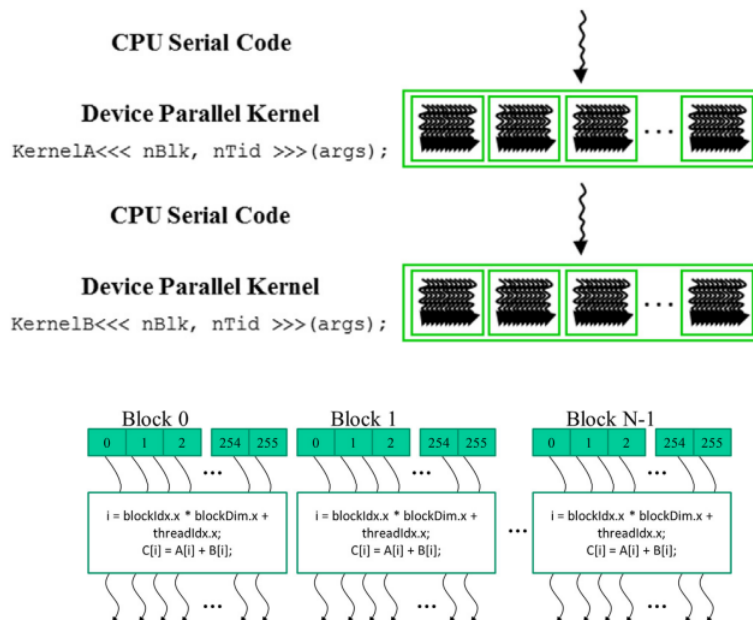 CPU Serial Code
Device Parallel Kernel
...
KernelA<<< nBlk, nTid >>>(args);
CPU Serial Code
Device Parallel Kernel
...
KernelB<<< nBlk, nTid >>>(args);
Block 0 Block 1 Block N-1
0 1 2 254 255 0 1 2 254 255 0 1 2 254 255
... ... ... ... 
i = blockIdx.x * blockDim.x + i = blockIdx.x * blockDim.x + i = blockIdx.x * blockDim.x +
threadIdx.x; threadIdx.x; ... threadIdx.x;
C[i] = A[i] + B[i]; C[i] = A[i] + B[i]; C[i] = A[i] + B[i];
... ... ...